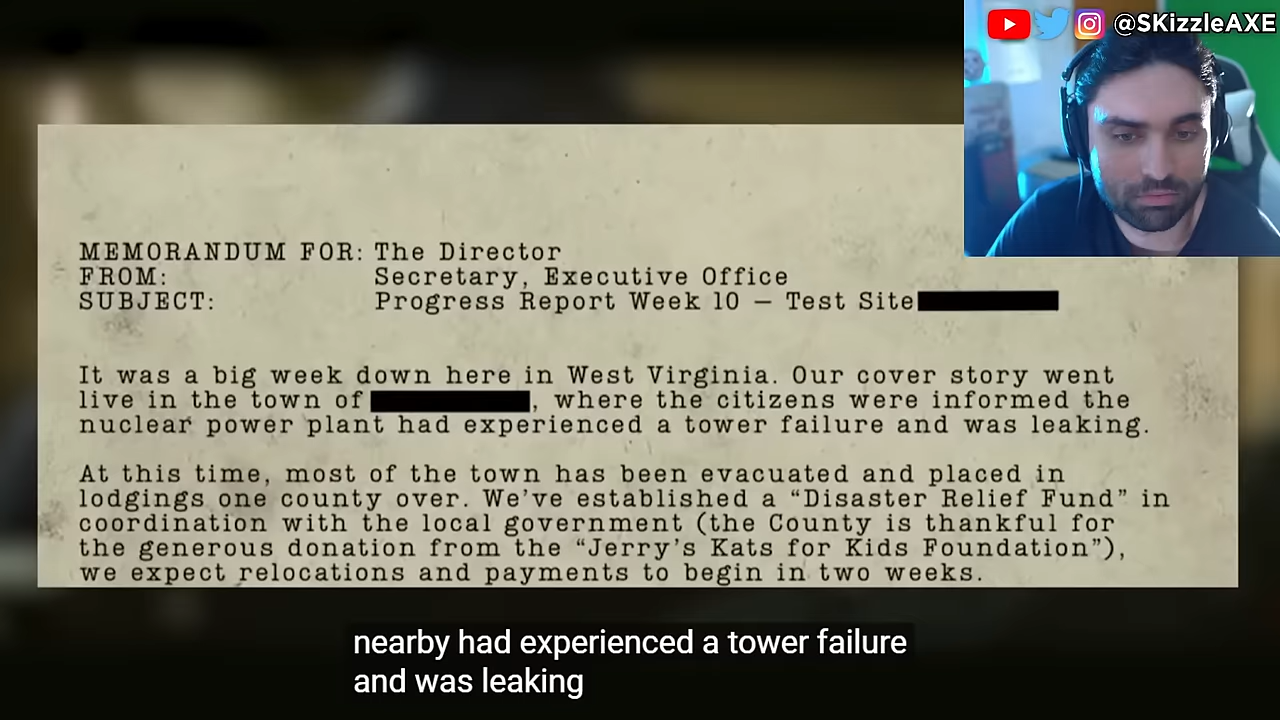 @SKizzleAXE
MEMORANDUM FOR: The Director
FROM: Secretary, Executive Office
SUBJECT: Progress Report Week 10 — Test Site
It was a big week down here in West Virginia. Our cover story went
live in the town of , where the citizens were informed the
nuclear power plant had experienced a tower failure and was leaking.
At this time, most of the town has been evacuated and placed in
lodgings one county over. We've established a “Disaster Relief Fund” in
coordination with the local government (the County is thankful for
the generous donation from the “Jerry's Kats for Kids Foundation”),
we expect relocations and payments to begin in two weeks.
nearby had experienced a tower failure
and was leaking